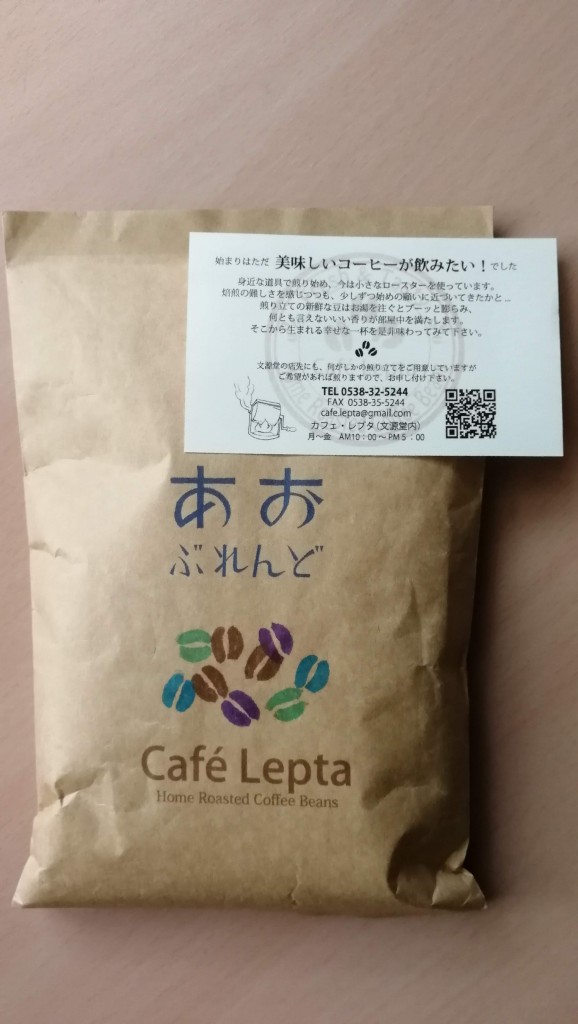 始まりはただ 美味しいコーヒーが飲みたい！でした
身近な道具で煎り始め、今は小さなロースターを使っています。
焙煎の難しさを感じつつも、少しずつ始めの願いに近づいてきたかと...
煎り立ての新鮮な豆はお湯を注ぐとプーッと膨らみ、
何とも言えないいい香りが部屋中を満たします。
そこから生まれる幸せな一杯を是非味わってみて下さい。
文源堂の店先にも、何がしかの煎り立てをご用意していますが
ご希望があれば煎りますので、お申し付け下さい。
TEL 0538-32-5244
FAX 0538-35-5244
cafe.lepta@gmail.com
カフェ・レプタ（文源堂内）
月～金 AM10：00～PM5：00
あお
ぶれんど
Café Lepta
Home Roasted Coffee Beans